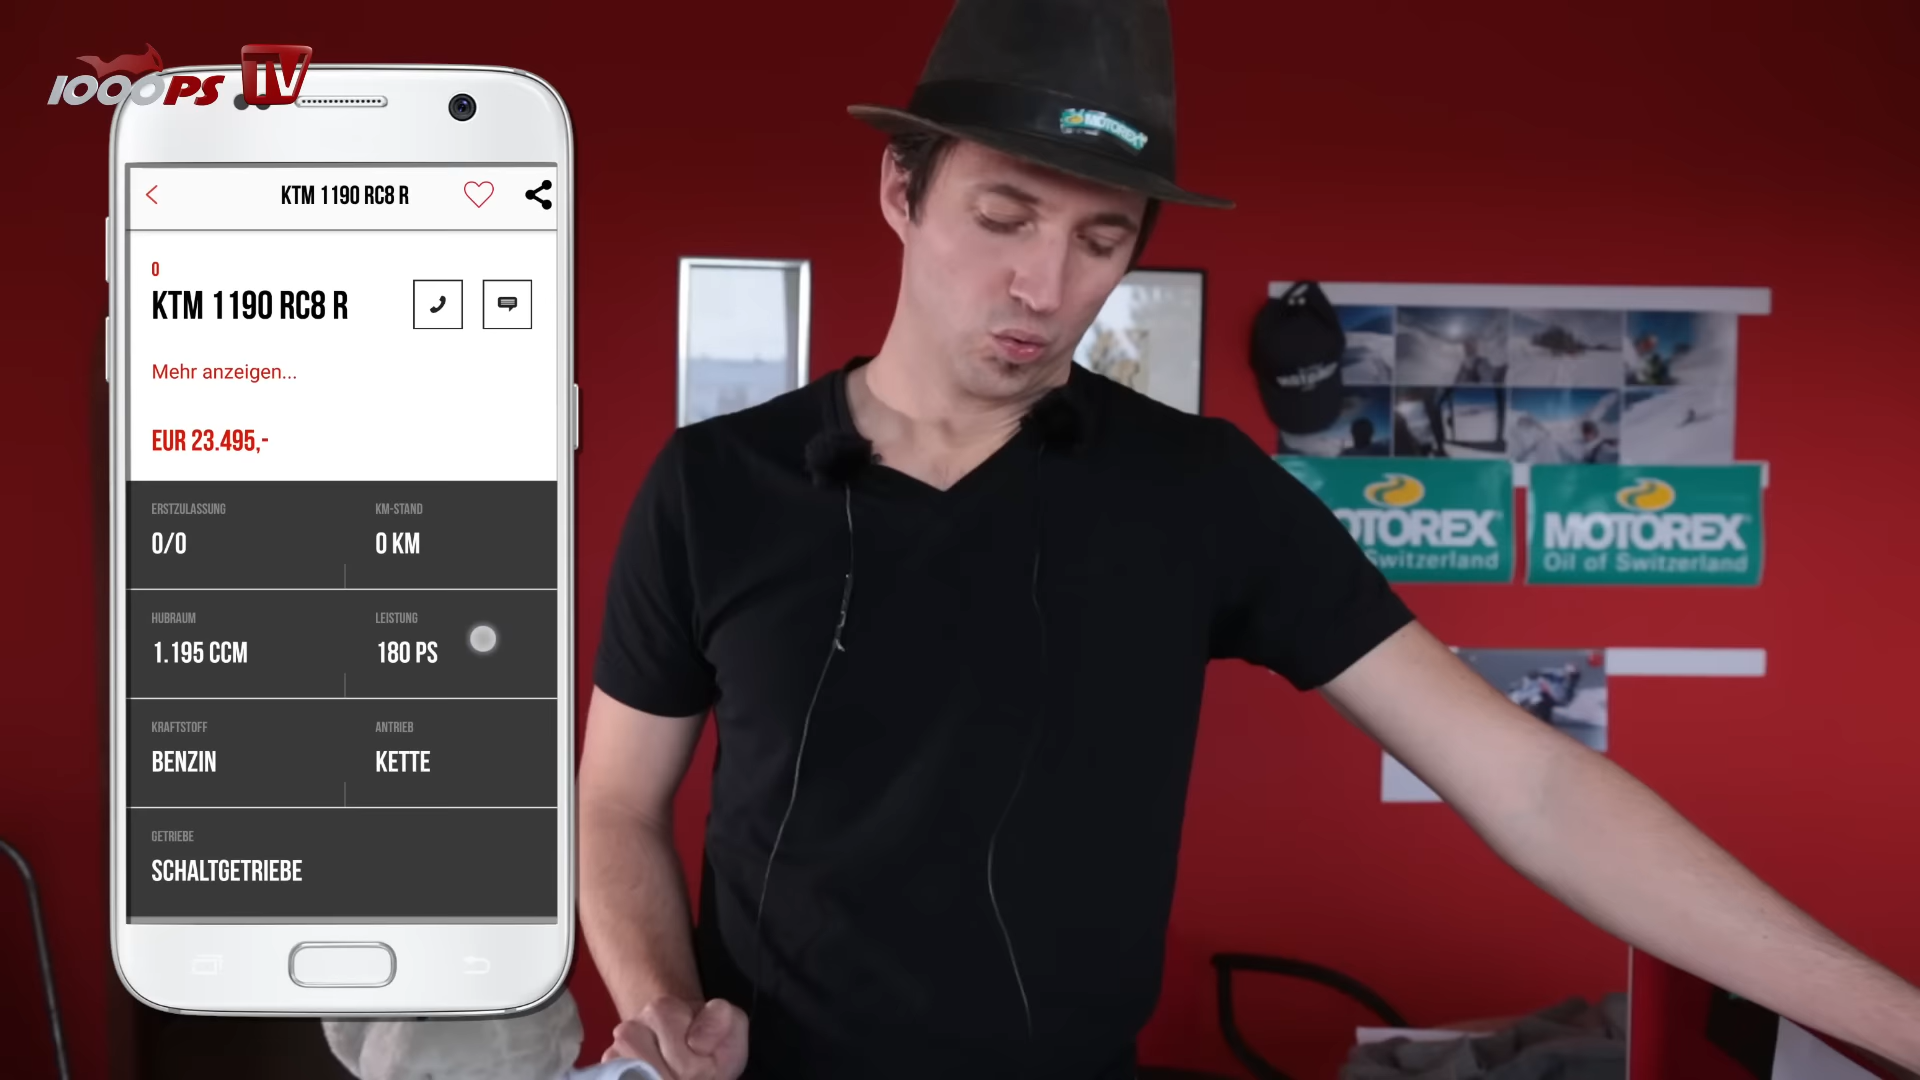 1000PS TV
KTM 1190 RC8 R
0
KTM 1190 RC8 R
Mehr anzeigen...
EUR 23.495,-
ERSTZULASSUNG
KM-STAND
0/0
0 KM
HUBRAUM
LEISTUNG
1.195 CCM
180 PS
KRAFTSTOFF
ANTRIEB
BENZIN
KETTE
GETRIEBE
SCHALTGETRIEBE
MOTOREX
OTOREX
Switzerland
MOTOREX
Oil of Switzerland